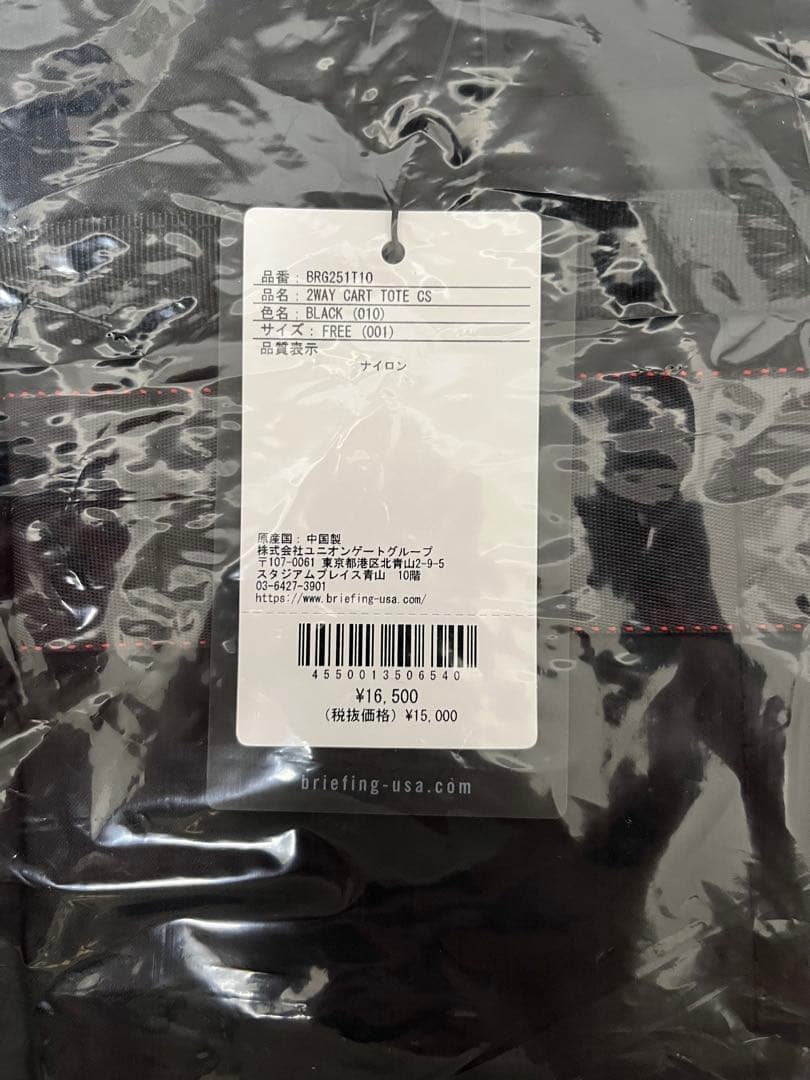 品番：BRG251T10
品名：2WAY CART TOTE CS
色名：BLACK (010)
サイズ：FREE (001)
品質表示
ナイロン
原産国：中国製
株式会社ユニオンゲートグループ
〒107-0061 東京都港区北青山2-9-5
スタジアムプレイス青山 10階
03-6427-3901
https://www.briefing-usa.com/
4550013506540
¥16,500
(税抜価格) ¥15,000
briefing-usa.com